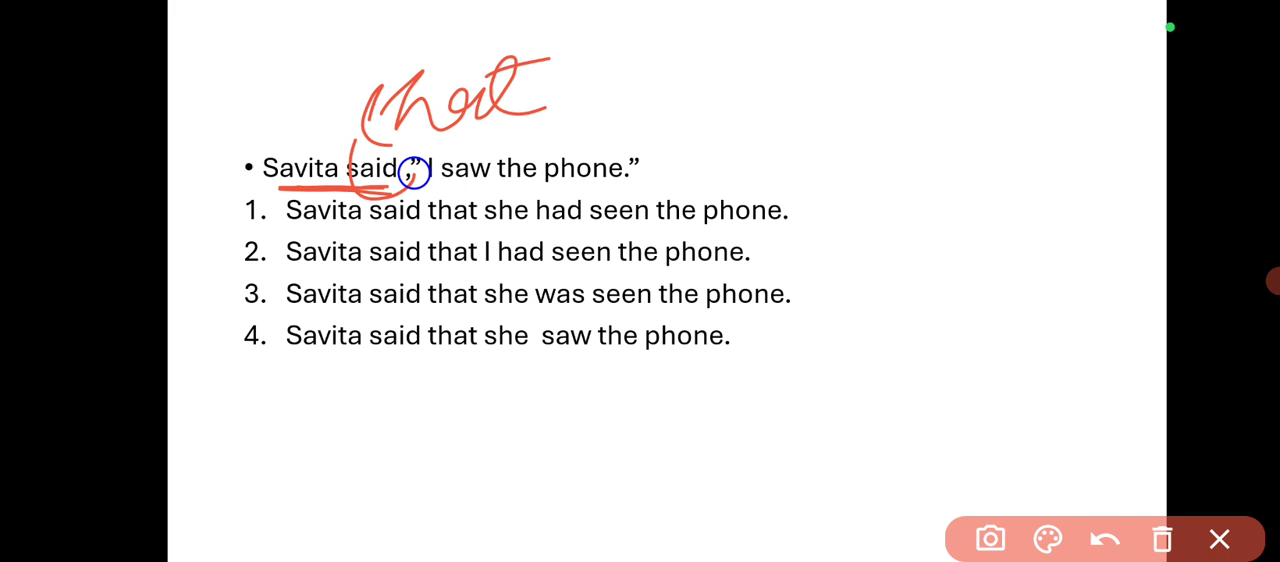 that
• Savita said ,” I saw the phone.”
1. Savita said that she had seen the phone.
2. Savita said that I had seen the phone.
3. Savita said that she was seen the phone.
4. Savita said that she saw the phone.